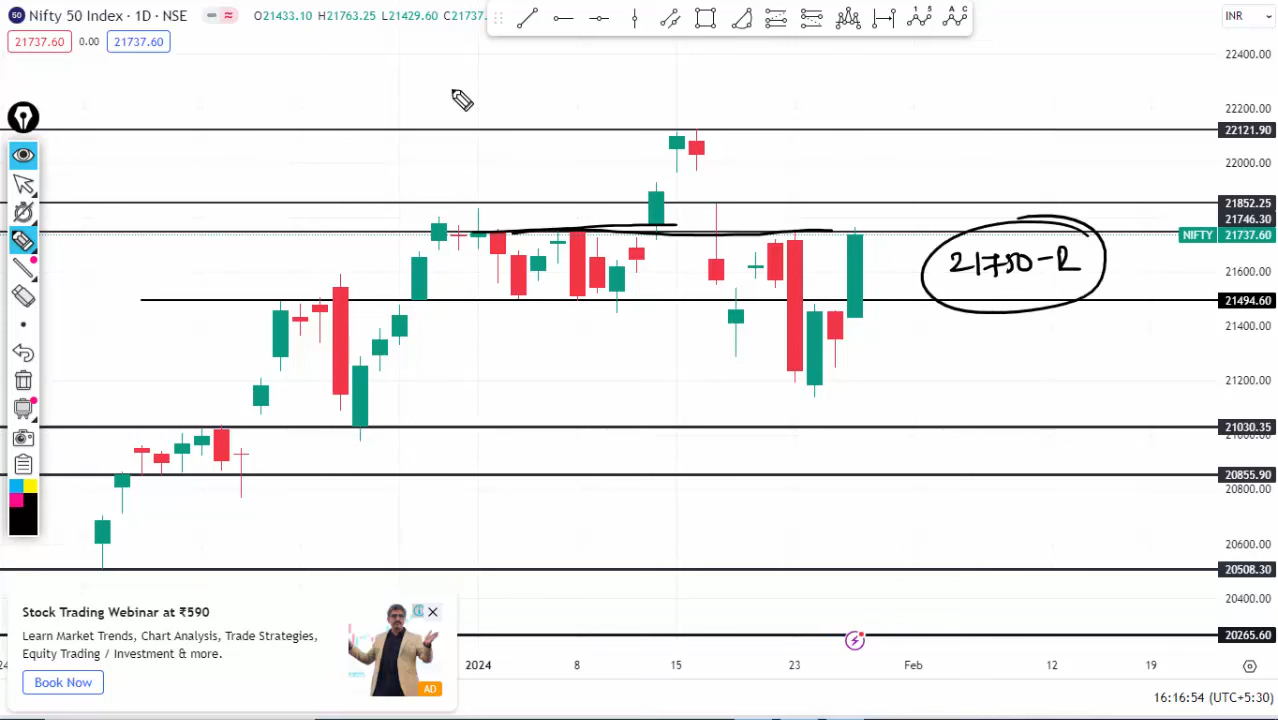 Nifty 50 Index · 1D · NSE
O21433.10 H21763.25 L21429.60 C21737.
INR
21737.60 0.00 21737.60
22400.00
22200.00
22121.90
22000.00
21852.25
21746.30
NIFTY 21737.60
21750-R
21600.00
21494.60
21400.00
21200.00
21030.35
21000.00
20855.90
20800.00
20600.00
20508.30
20400.00
20265.60
Stock Trading Webinar at ₹590
Learn Market Trends, Chart Analysis, Trade Strategies,
Equity Trading / Investment & more.
Book Now
AD
24 2024 8 15 23 Feb 12 19
16:16:54 (UTC+5:30)